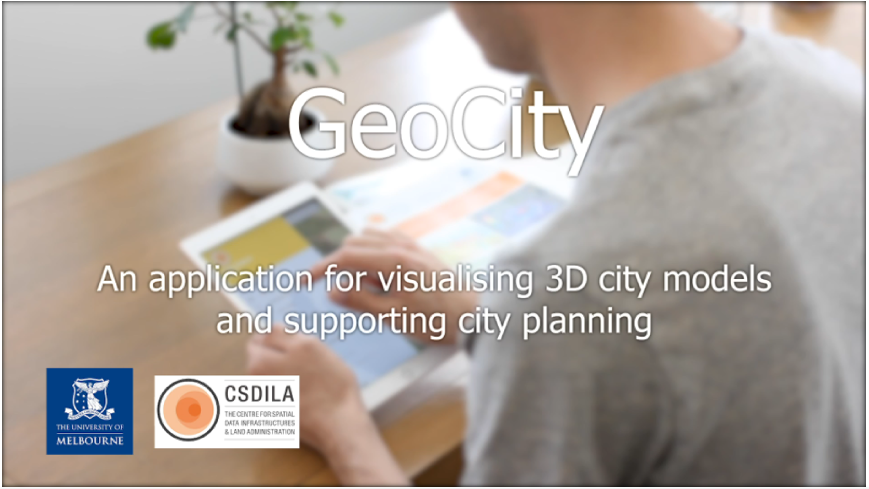 GeoCity
An application for visualising 3D city models
and supporting city planning
THE UNIVERSITY OF
MELBOURNE
CSDILA
THE CENTRE FOR SPATIAL
DATA INFRASTRUCTURES
& LAND ADMINISTRATION